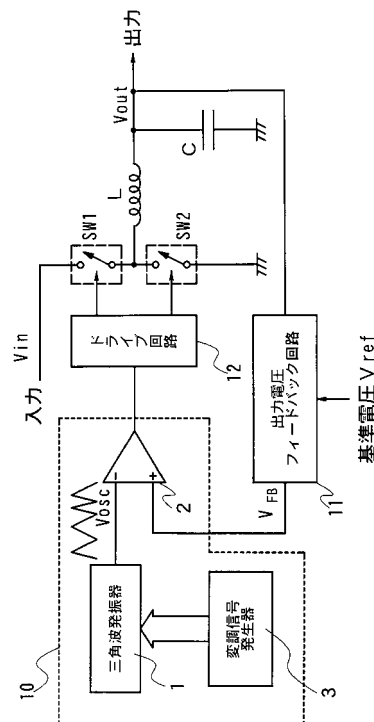 10
三角波発振器
1
変調信号
発生器
3
VOSC
−
+
2
VFB
入力
Vin
ドライブ回路
12
SW1
SW2
L
C
Vout
出力
出力電圧
フィードバック回路
11
基準電圧Vref